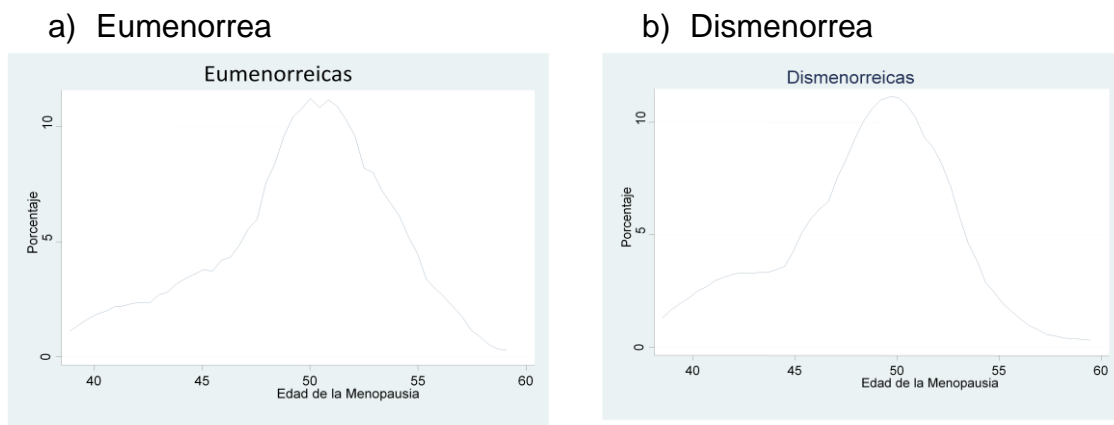 a) Eumenorrea
Eumenorreicas
Porcentaje
10
5
0
40 45 50 55 60
Edad de la Menopausia
b) Dismenorrea
Dismenorreicas
Porcentaje
10
5
0
40 45 50 55 60
Edad de la Menopausia